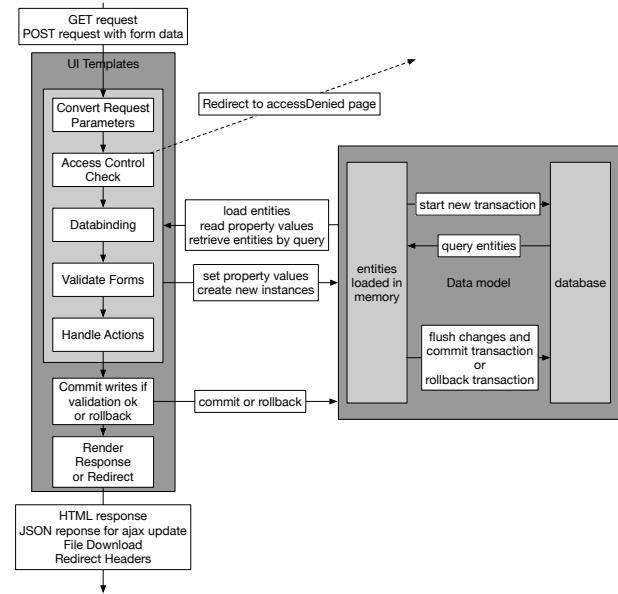 GET request
POST request with form data
UI Templates
Convert Request
Parameters
Redirect to accessDenied page
Access Control
Check
Databinding
load entities
read property values
retrieve entities by query
start new transaction
query entities
Validate Forms
set property values
create new instances
entities
loaded in
memory
Data model
database
Handle Actions
flush changes and
commit transaction
or
rollback transaction
Commit writes if
validation ok
or rollback
commit or rollback
Render
Response
or Redirect
HTML response
JSON reponse for ajax update
File Download
Redirect Headers